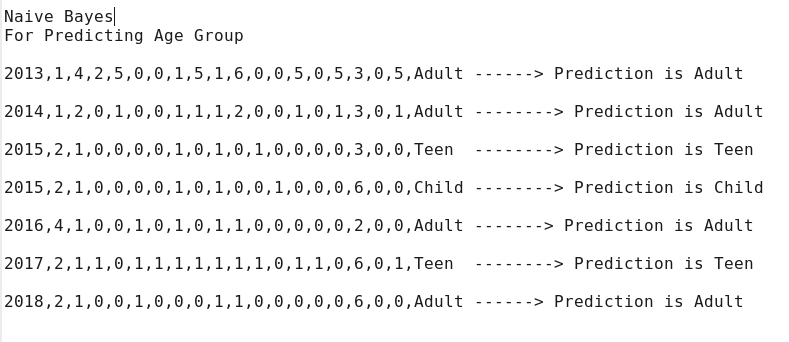 Naive Bayes
For Predicting Age Group
2013,1,4,2,5,0,0,1,5,1,6,0,0,5,0,5,3,0,5,Adult ------> Prediction is Adult
2014,1,2,0,1,0,0,1,1,1,2,0,0,1,0,1,3,0,1,Adult --------> Prediction is Adult
2015,2,1,0,0,0,0,1,0,1,0,1,0,0,0,0,3,0,0,Teen  --------> Prediction is Teen
2015,2,1,0,0,0,0,1,0,1,0,0,1,0,0,0,6,0,0,Child --------> Prediction is Child
2016,4,1,0,0,1,0,1,0,1,1,0,0,0,0,0,2,0,0,Adult -------> Prediction is Adult
2017,2,1,1,0,1,1,1,1,1,1,1,0,1,1,0,6,0,1,Teen  --------> Prediction is Teen
2018,2,1,0,0,1,0,0,0,1,1,0,0,0,0,0,6,0,0,Adult ------> Prediction is Adult